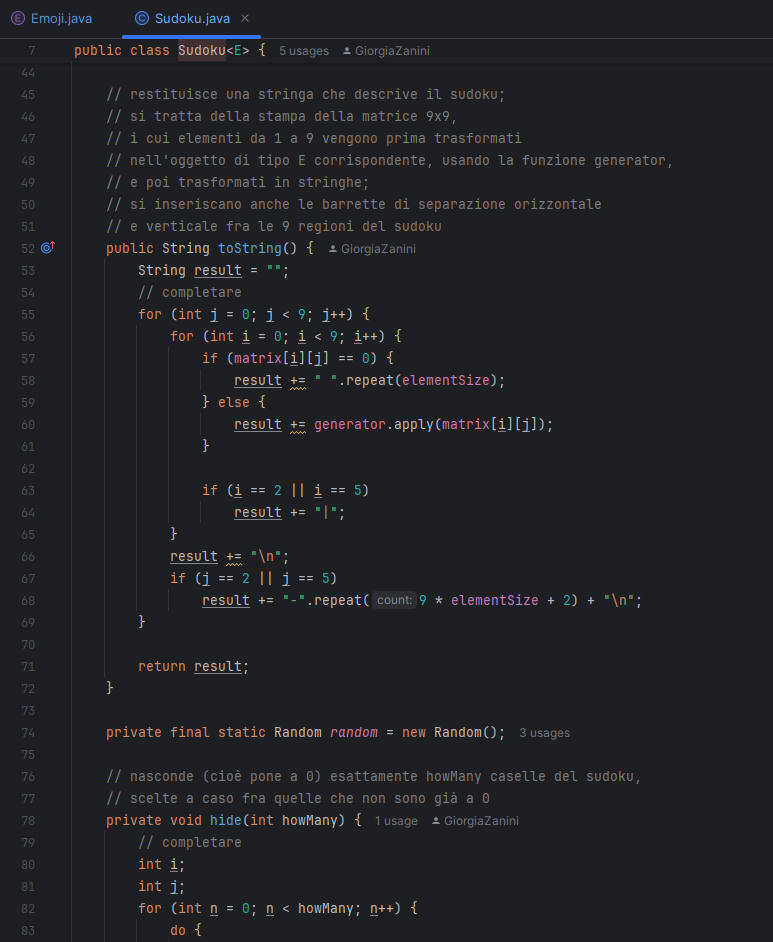 Emoji.java Sudoku.java
7 public class Sudoku<E> { 5 usages GiorgiaZanini
44
45 // restituisce una stringa che descrive il sudoku;
46 // si tratta della stampa della matrice 9x9,
47 // i cui elementi da 1 a 9 vengono prima trasformati
48 // nell'oggetto di tipo E corrispondente, usando la funzione generator,
49 // e poi trasformati in stringhe;
50 // si inseriscano anche le barrette di separazione orizzontale
51 // e verticale fra le 9 regioni del sudoku
52 public String toString() { GiorgiaZanini
53 String result = "";
54 // completare
55 for (int j = 0; j < 9; j++) {
56 for (int i = 0; i < 9; i++) {
57 if (matrix[i][j] == 0) {
58 result += " ".repeat(elementSize);
59 } else {
60 result += generator.apply(matrix[i][j]);
61 }
62
63 if (i == 2 || i == 5)
64 result += "|";
65 }
66 result += "\n";
67 if (j == 2 || j == 5)
68 result += "-".repeat( count: 9 * elementSize + 2) + "\n";
69 }
70
71 return result;
72 }
73
74 private final static Random random = new Random(); 3 usages
75
76 // nasconde (cioè pone a 0) esattamente howMany caselle del sudoku,
77 // scelte a caso fra quelle che non sono già a 0
78 private void hide(int howMany) { 1 usage GiorgiaZanini
79 // completare
80 int i;
81 int j;
82 for (int n = 0; n < howMany; n++) {
83 do {